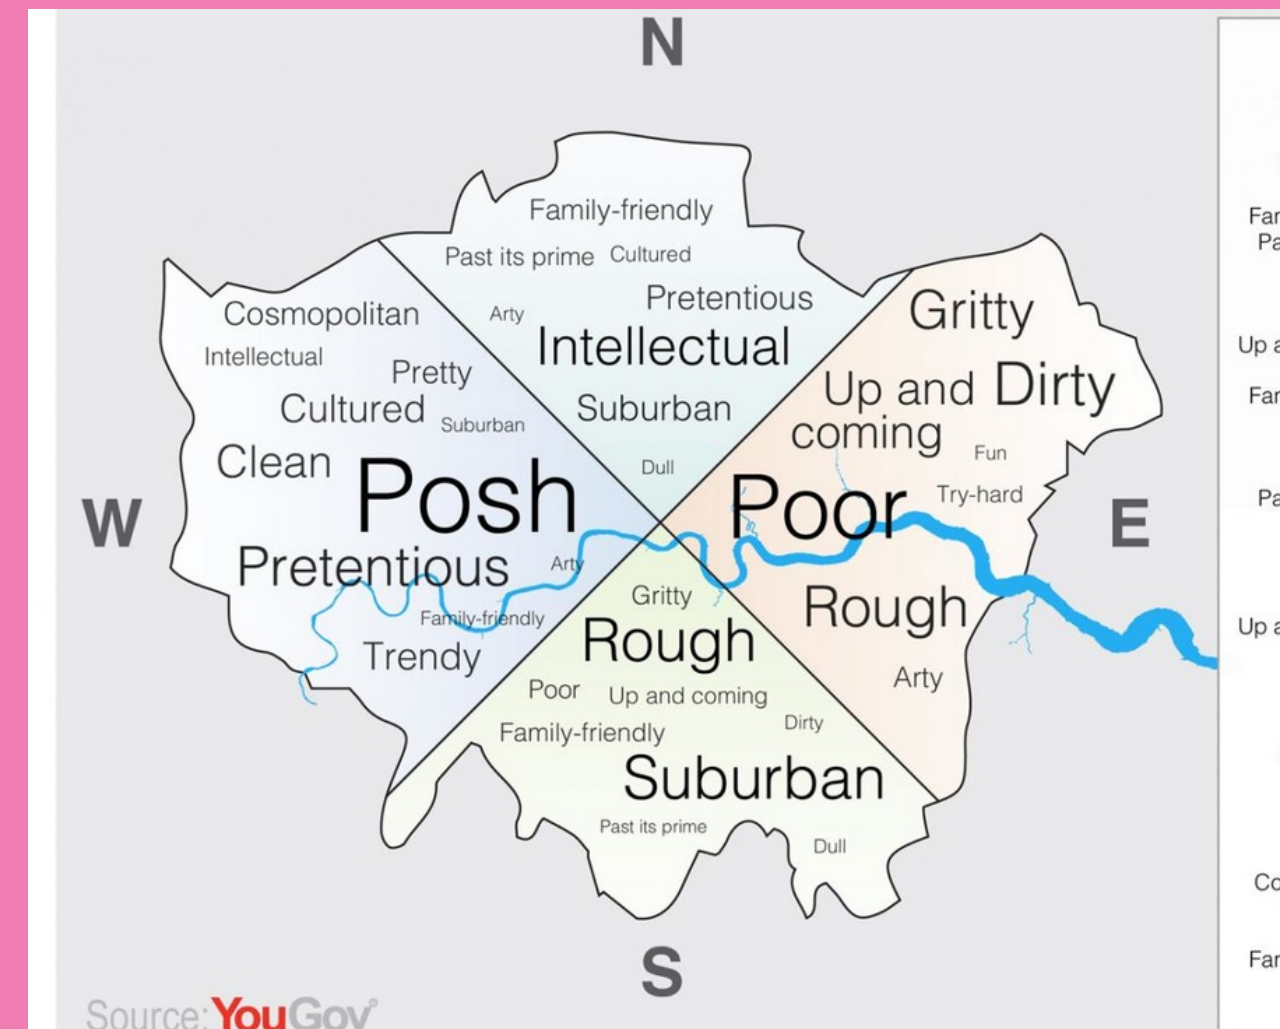 N
Family-friendly
Past its prime Cultured
Pretentious
Arty
Intellectual
Suburban
Dull
Cosmopolitan
Intellectual
Pretty
Cultured
Suburban
Clean
Posh
Pretentious
Arty
Family-friendly
Trendy
W
Gritty
Up and
coming
Dirty
Fun
Try-hard
Poor
Rough
Arty
E
Gritty
Rough
Poor
Up and coming
Family-friendly
Dirty
Suburban
Past its prime
Dull
S
Source: YouGov
Up
Up